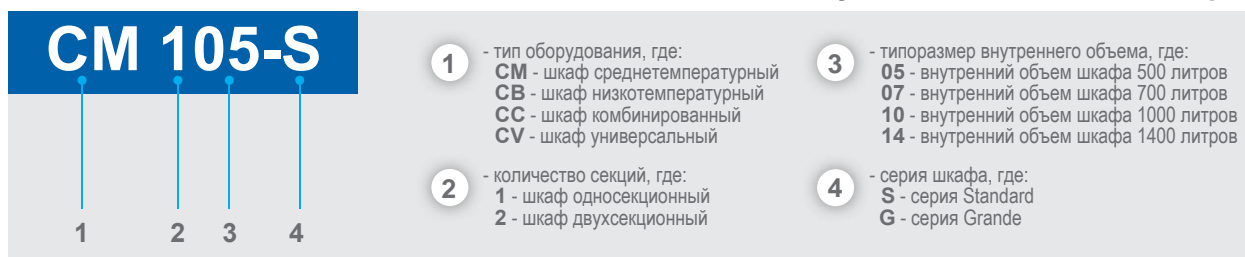 CM 105-S
1 2 3 4
1
- тип оборудования, где:
CM - шкаф среднетемпературный
CB - шкаф низкотемпературный
CC - шкаф комбинированный
CV - шкаф универсальный
2
- количество секций, где:
1 - шкаф односекционный
2 - шкаф двухсекционный
3
- типоразмер внутреннего объема, где:
05 - внутренний объем шкафа 500 литров
07 - внутренний объем шкафа 700 литров
10 - внутренний объем шкафа 1000 литров
14 - внутренний объем шкафа 1400 литров
4
- серия шкафа, где:
S - серия Standard
G - серия Grande